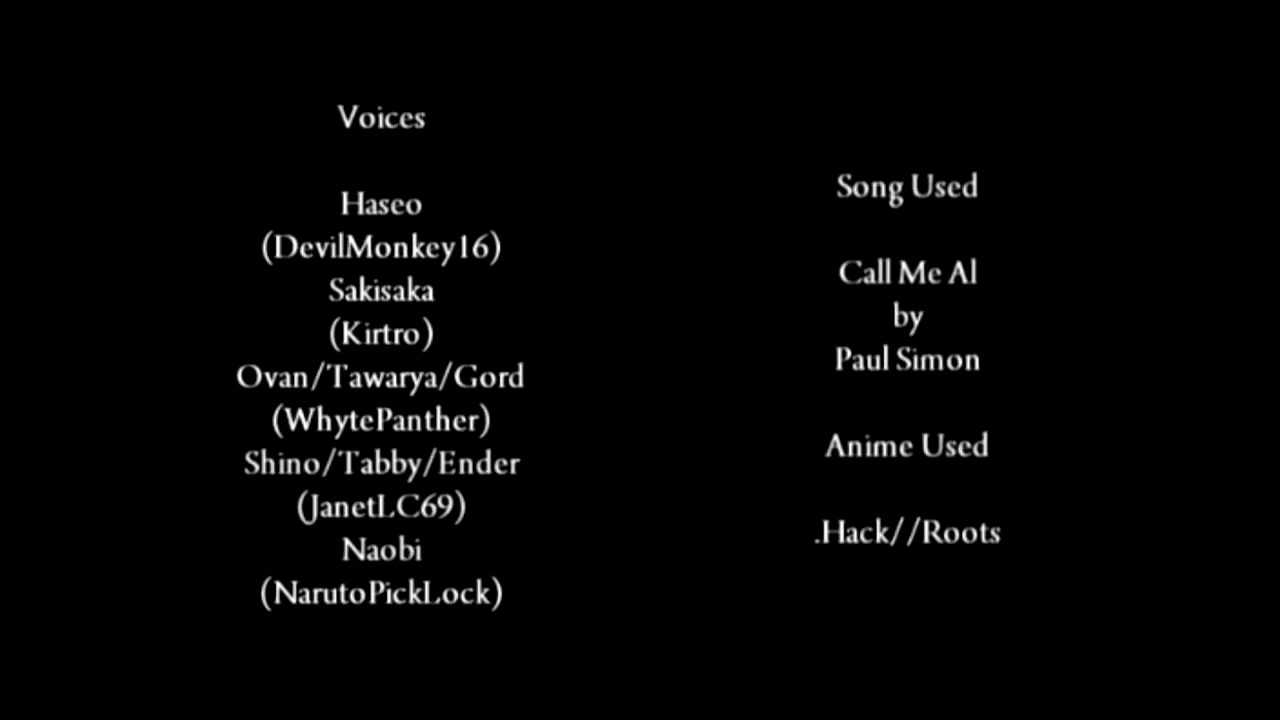 Voices
Haseo
(DevilMonkey16)
Sakisaka
(Kirtro)
Ovan/Tawarya/Gord
(WhytePanther)
Shino/Tabby/Ender
(JanetLC69)
Naobi
(NarutoPickLock)
Song Used
Call Me Al
by
Paul Simon
Anime Used
.Hack//Roots